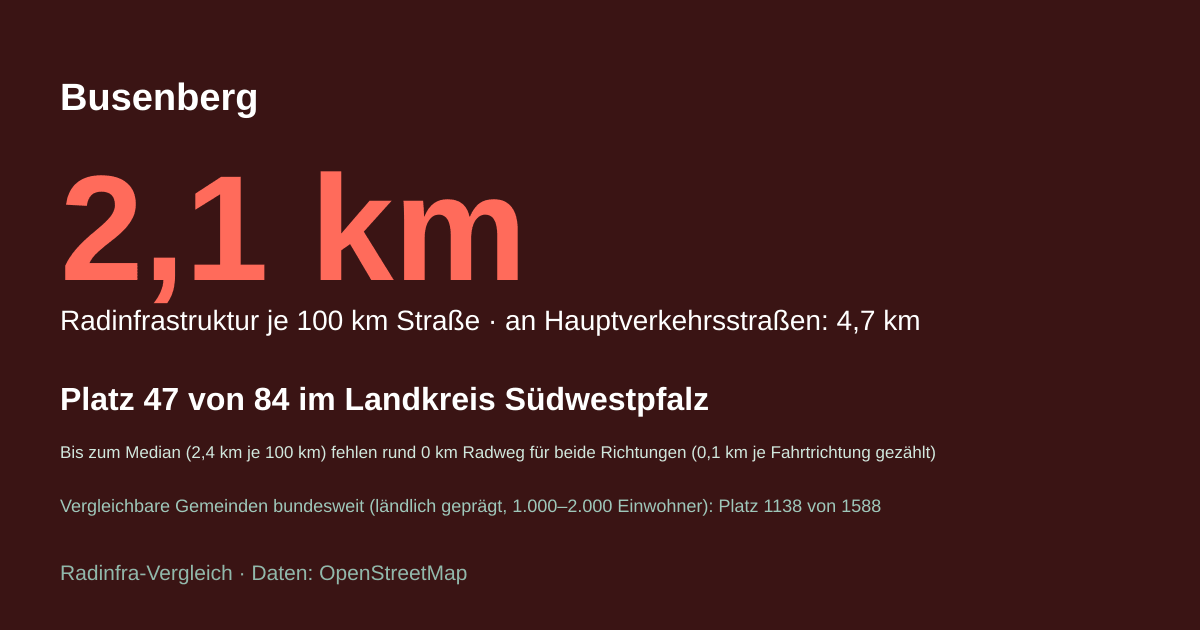 Busenberg
2,1 km
Radinfrastruktur je 100 km Straße · an Hauptverkehrsstraßen: 4,7 km
Platz 47 von 84 im Landkreis Südwestpfalz
Bis zum Median (2,4 km je 100 km) fehlen rund 0 km Radweg für beide Richtungen (0,1 km je Fahrtrichtung gezählt)
Vergleichbare Gemeinden bundesweit (ländlich geprägt, 1.000–2.000 Einwohner): Platz 1138 von 1588
Radinfra-Vergleich · Daten: OpenStreetMap